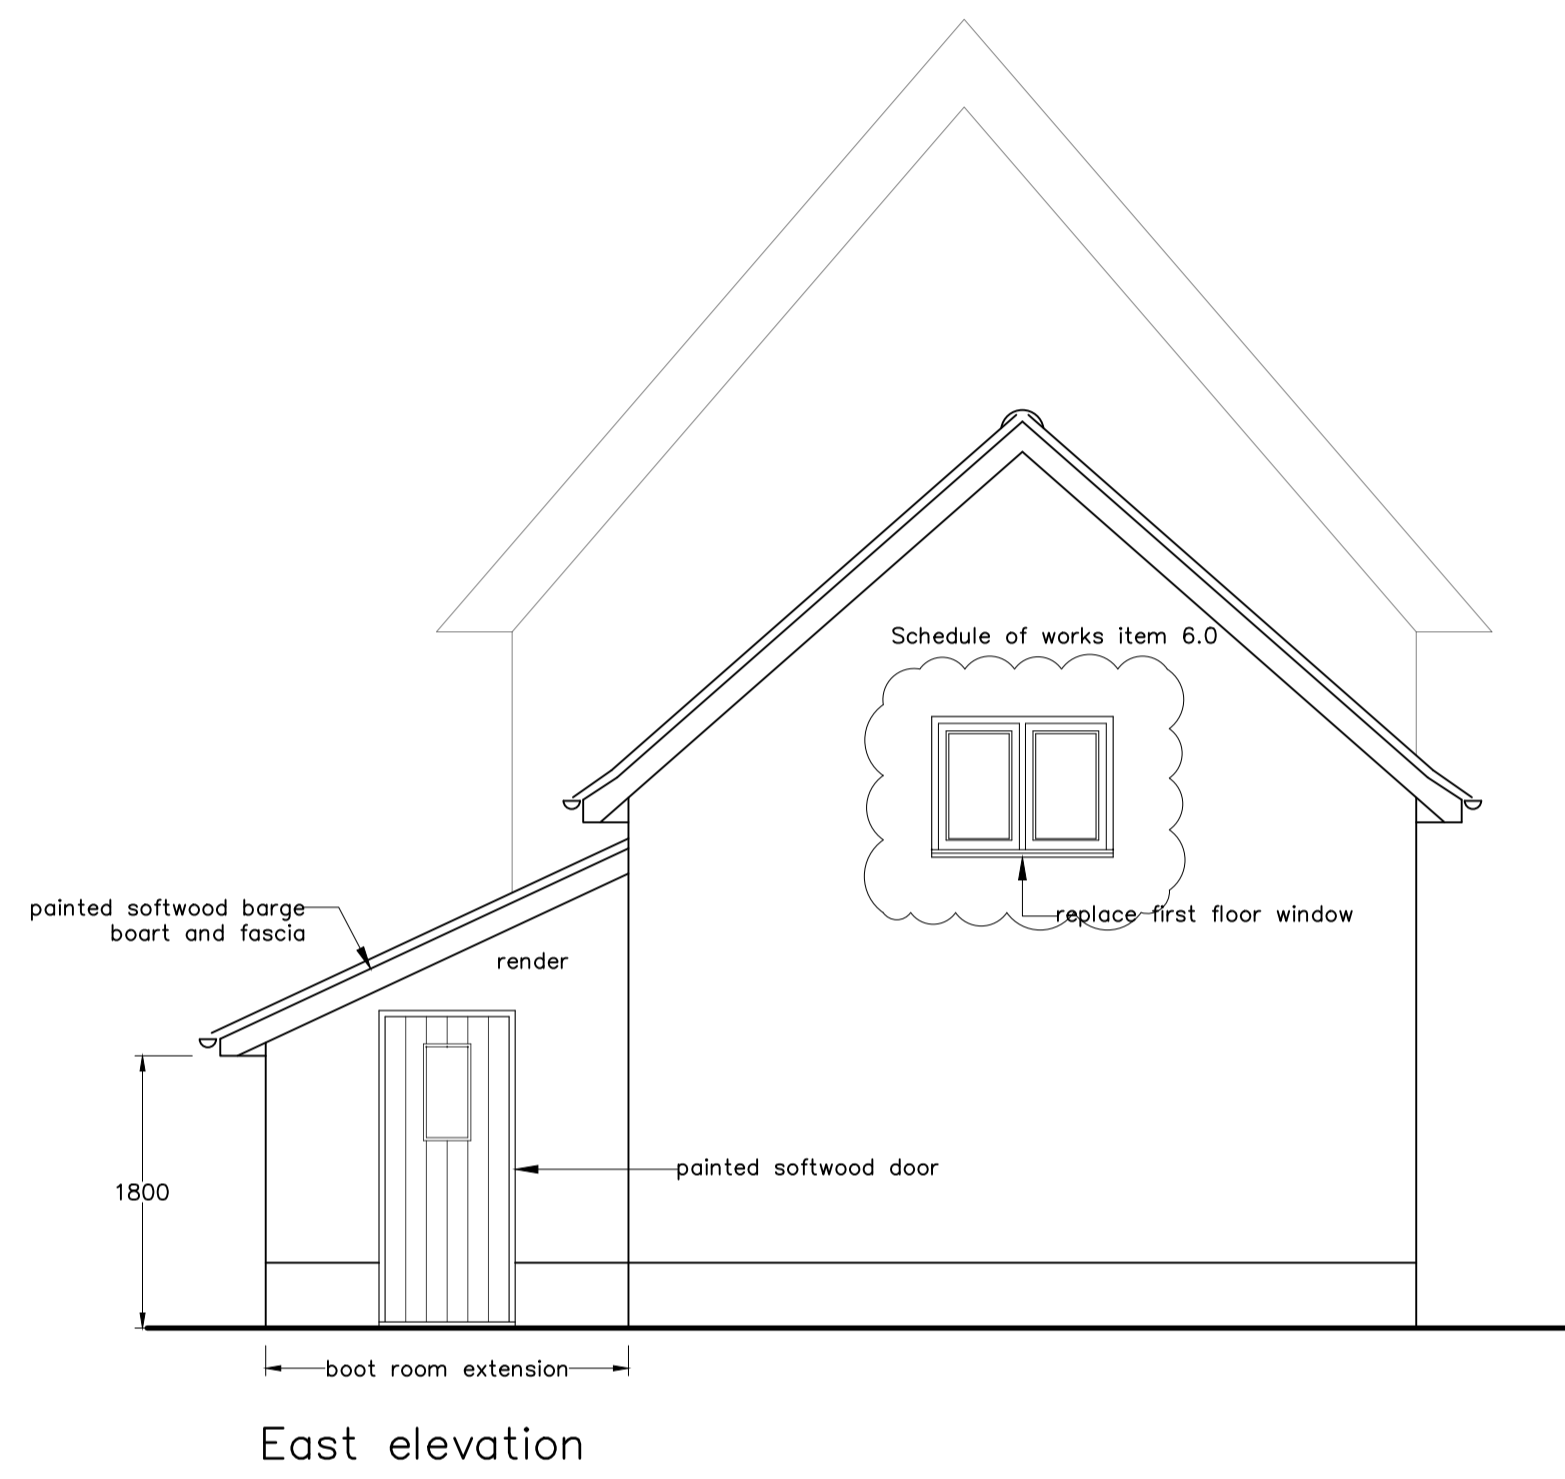 Schedule of works item 6.0
replace first floor window
painted softwood barge
boart and fascia
render
painted softwood door
1800
boot room extension
East elevation